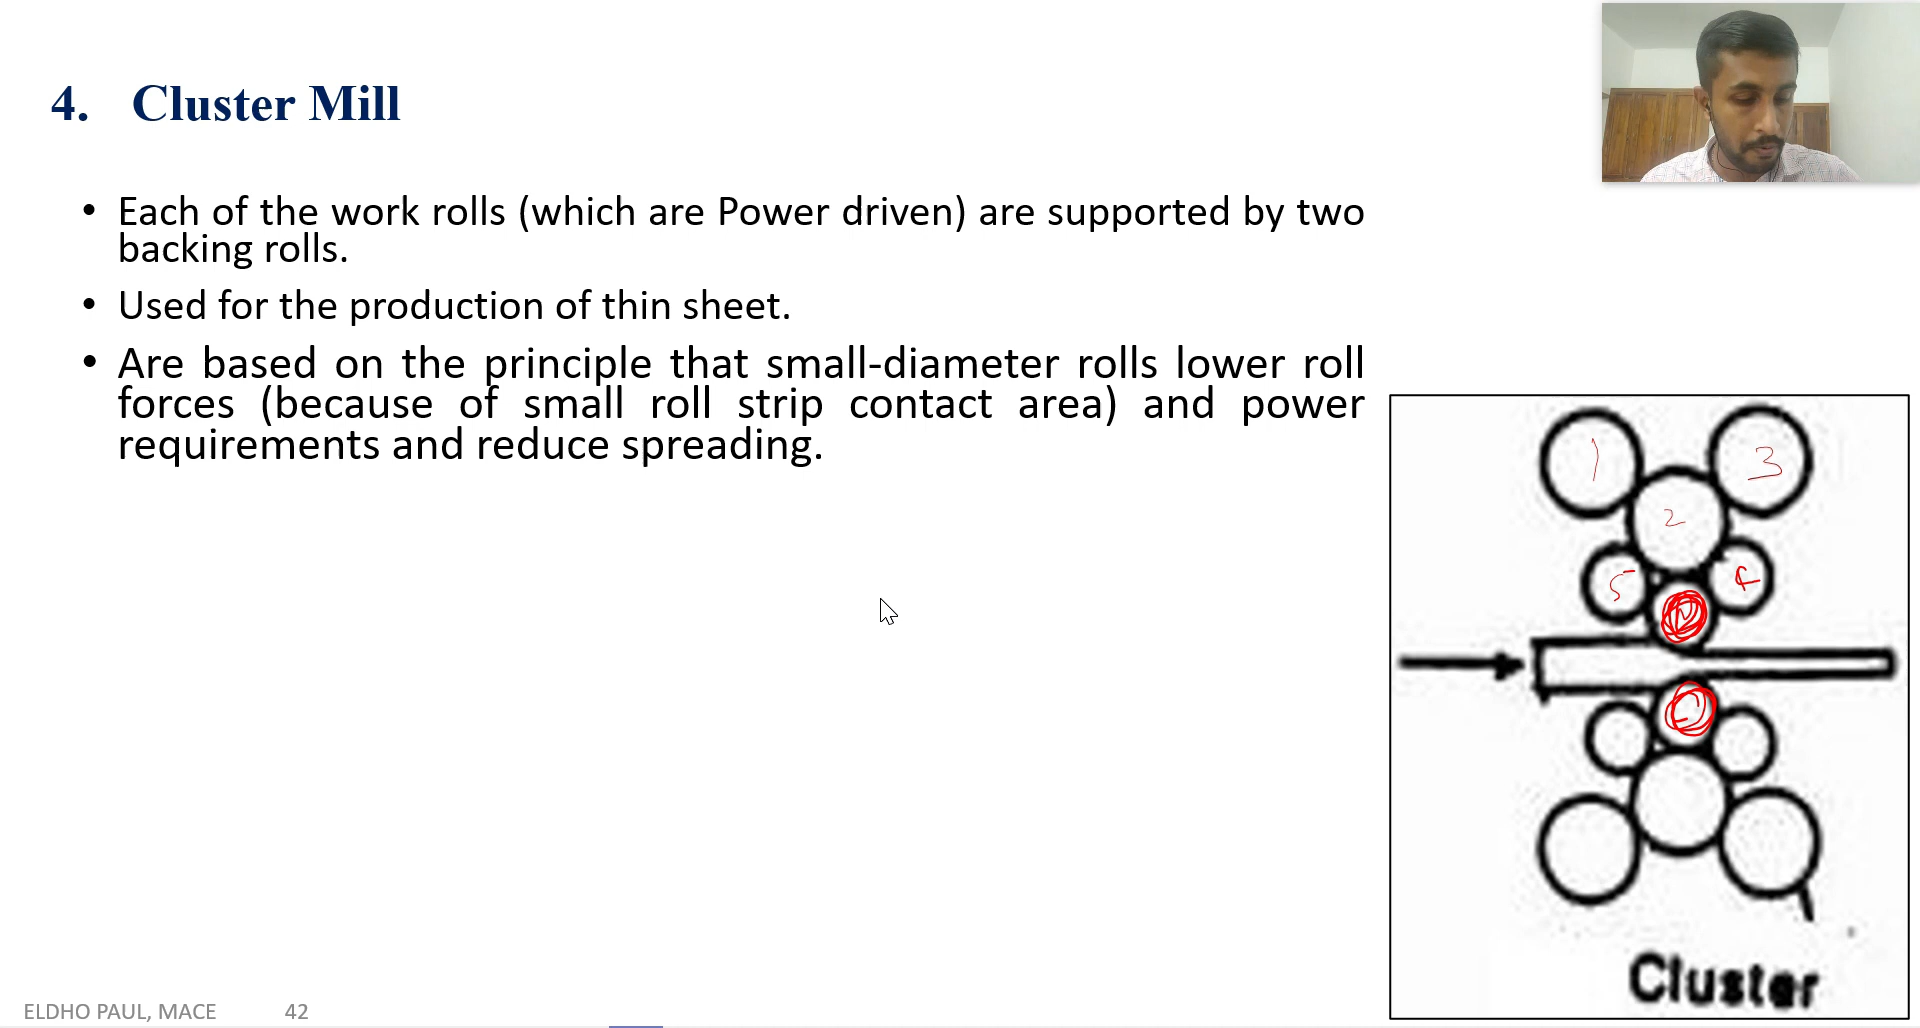 4. Cluster Mill
• Each of the work rolls (which are Power driven) are supported by two
backing rolls.
• Used for the production of thin sheet.
• Are based on the principle that small-diameter rolls lower roll
forces (because of small roll strip contact area) and power
requirements and reduce spreading.
1
3
2
5
4
Cluster
ELDHO PAUL, MACE 42